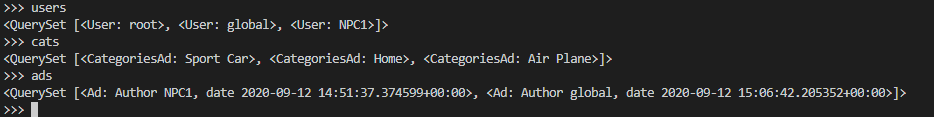 >>> users
<QuerySet [<User: root>, <User: global>, <User: NPC1>]>
>>> cats
<QuerySet [<CategoriesAd: Sport Car>, <CategoriesAd: Home>, <CategoriesAd: Air Plane>]>
>>> ads
<QuerySet [<Ad: Author NPC1, date 2020-09-12 14:51:37.374599+00:00>, <Ad: Author global, date 2020-09-12 15:06:42.205352+00:00>]>
>>>